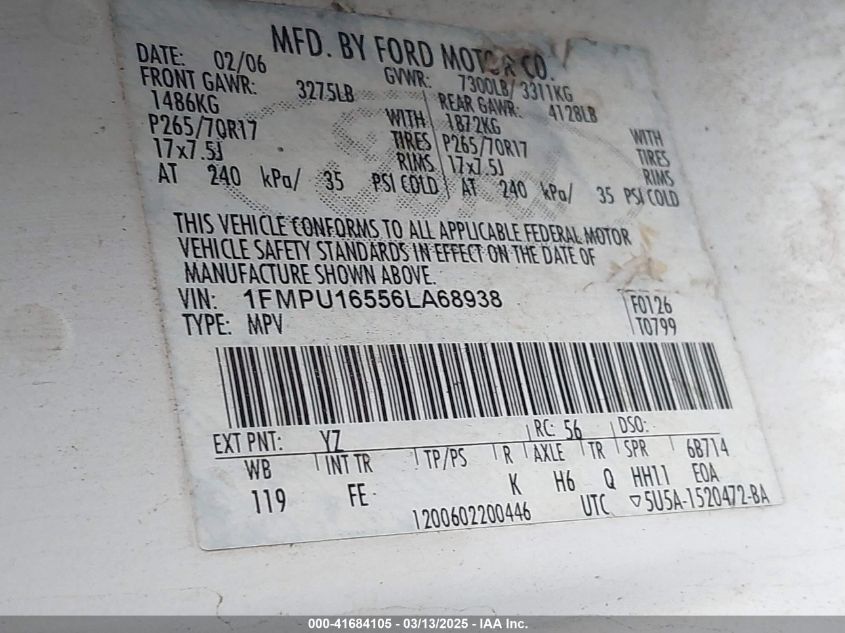 MFD. BY FORD MOTOR CO.
DATE: 02/06 GVWR: 7300LB/ 3311KG
FRONT GAWR: 3275LB REAR GAWR: 4128LB
1486KG WITH 1872KG WITH
P265/70R17 TIRES P265/70R17 TIRES
17x7.5J RIMS 17x7.5J RIMS
AT 240 kPa/ 35 PSI COLD AT 240 kPa/ 35 PSI COLD
THIS VEHICLE CONFORMS TO ALL APPLICABLE FEDERAL MOTOR
VEHICLE SAFETY STANDARDS IN EFFECT ON THE DATE OF
MANUFACTURE SHOWN ABOVE.
VIN: 1FMPU16556LA68938 F0126
TYPE: MPV T0799
EXT PNT: YZ RC: 56 DSO:
WB INT TR TP/PS R AXLE TR SPR 6B714
119 FE K H6 Q HH11 EOA
1200602200446 UTC ▽5U5A-1520472-BA
000-41684105 - 03/13/2025 - IAA Inc.